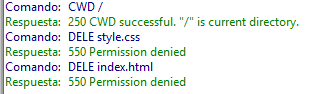 Comando: CWD /
Respuesta: 250 CWD successful. "/" is current directory.
Comando: DELE style.css
Respuesta: 550 Permission denied
Comando: DELE index.html
Respuesta: 550 Permission denied